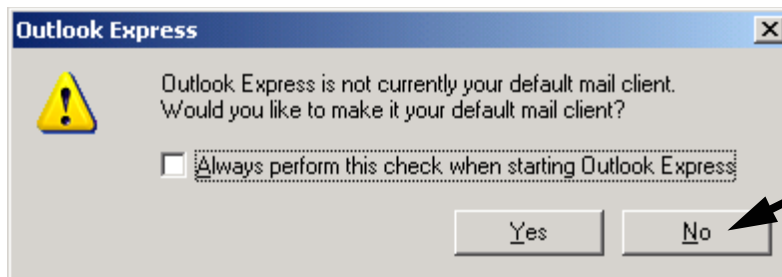 Outlook Express
Outlook Express is not currently your default mail client.
Would you like to make it your default mail client?
Always perform this check when starting Outlook Express
Yes
No